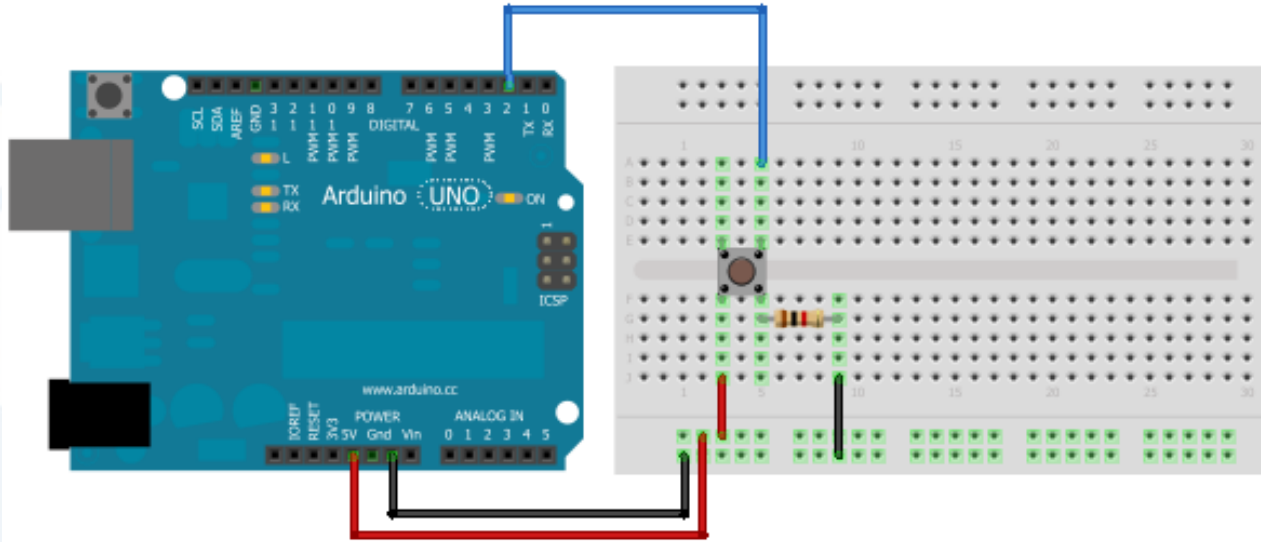 SCL
SDA
AREF
GND
13
12
PWM 11
PWM 10
PWM 9
8
DIGITAL
7
PWM 6
PWM 5
4
PWM 3
2
TX 1
RX 0
L
TX
RX
Arduino UNO
ON
1
ICSP
www.arduino.cc
POWER
ANALOG IN
IOREF
RESET
3V3
5V
Gnd
Vin
0 1 2 3 4 5
1 5 10 15 20 25 30
A
B
C
D
E
F
G
H
I
J
1 5 10 15 20 25 30